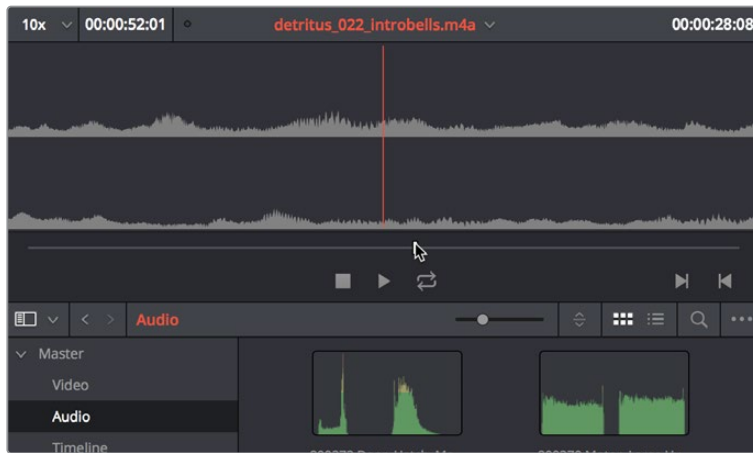 10x 00:00:52:01 detritus_022_introbells.m4a 00:00:28:08
Audio
Master
Video
Audio
Timeline